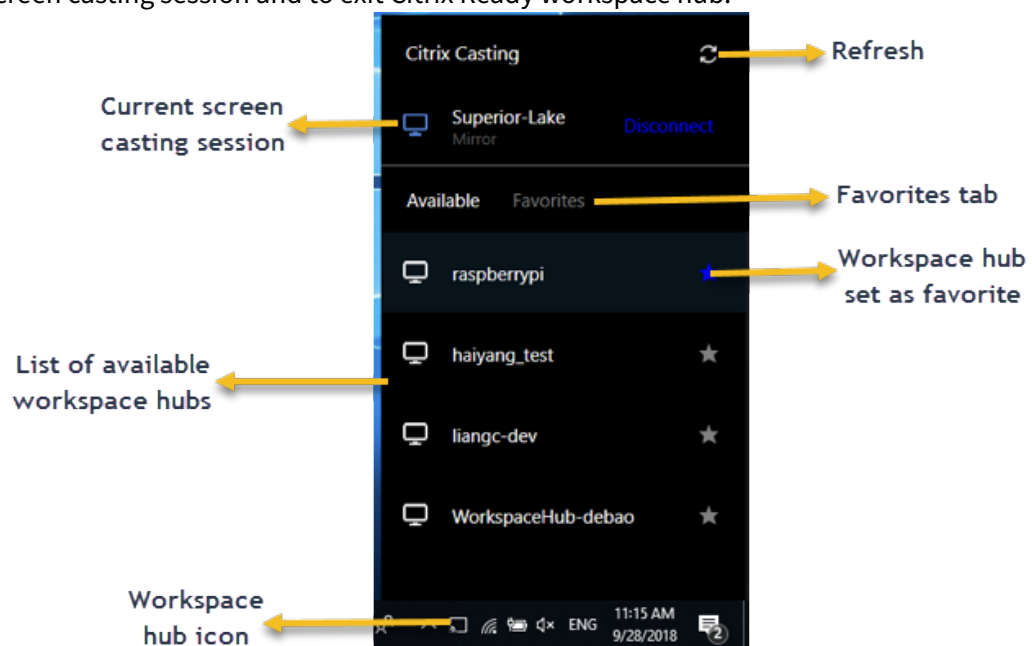 screen casting session and to exit Citrix Ready workspace hub.
Citrix Casting
Refresh
Current screen
casting session
Superior-Lake
Mirror
Disconnect
Available Favorites
Favorites tab
raspberrypi
Workspace hub
set as favorite
haiyang_test
List of available
workspace hubs
liangc-dev
WorkspaceHub-debao
Workspace
hub icon
ENG
11:15 AM
9/28/2018
2